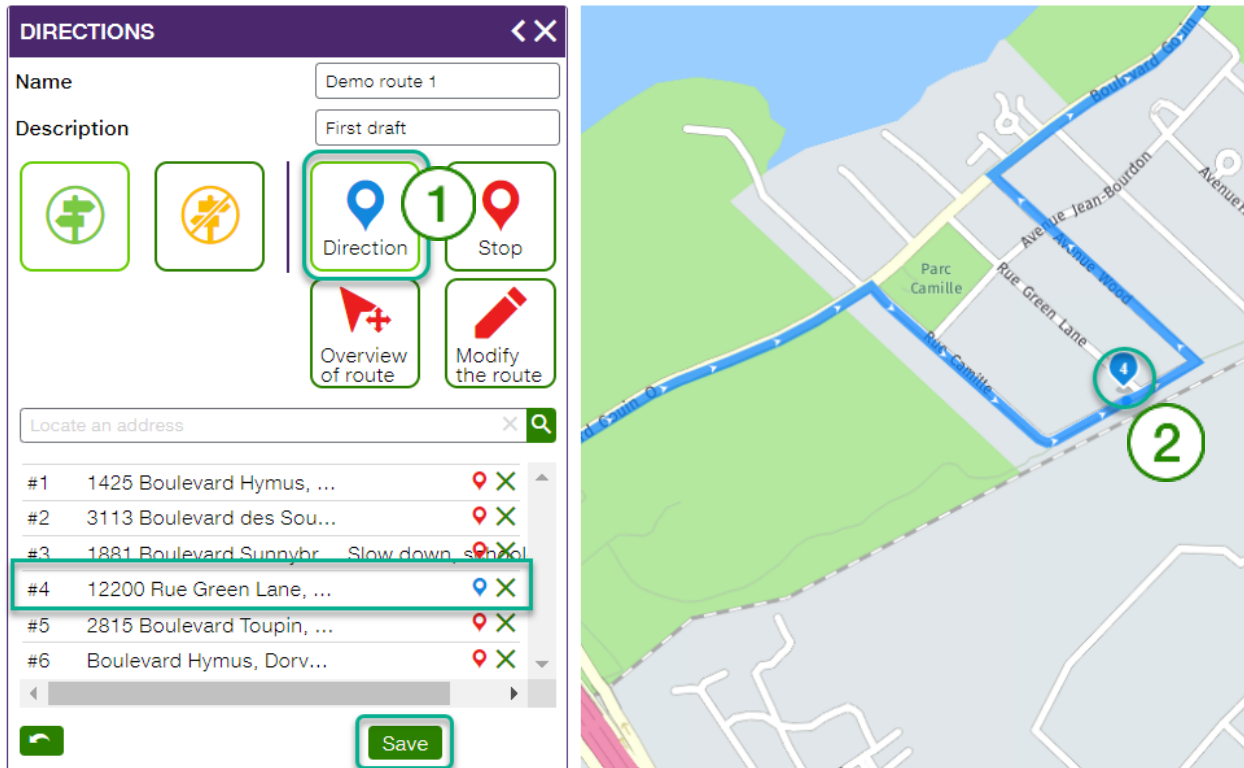 DIRECTIONS
Name
Demo route 1
Description
First draft
Direction
1
Stop
Overview
of route
Modify
the route
Locate an address
#1 1425 Boulevard Hymus, ...
#2 3113 Boulevard des Sou...
#3 1881 Boulevard Sunnybr... Slow down, school
#4 12200 Rue Green Lane, ...
#5 2815 Boulevard Toupin, ...
#6 Boulevard Hymus, Dorv...
Save
Boulevard Gouin O
Avenue Jean-Bourdon
Avenue
Avenue Wood
Parc
Camille
Rue Green Lane
Rue Camille
Gouin O.
4
2